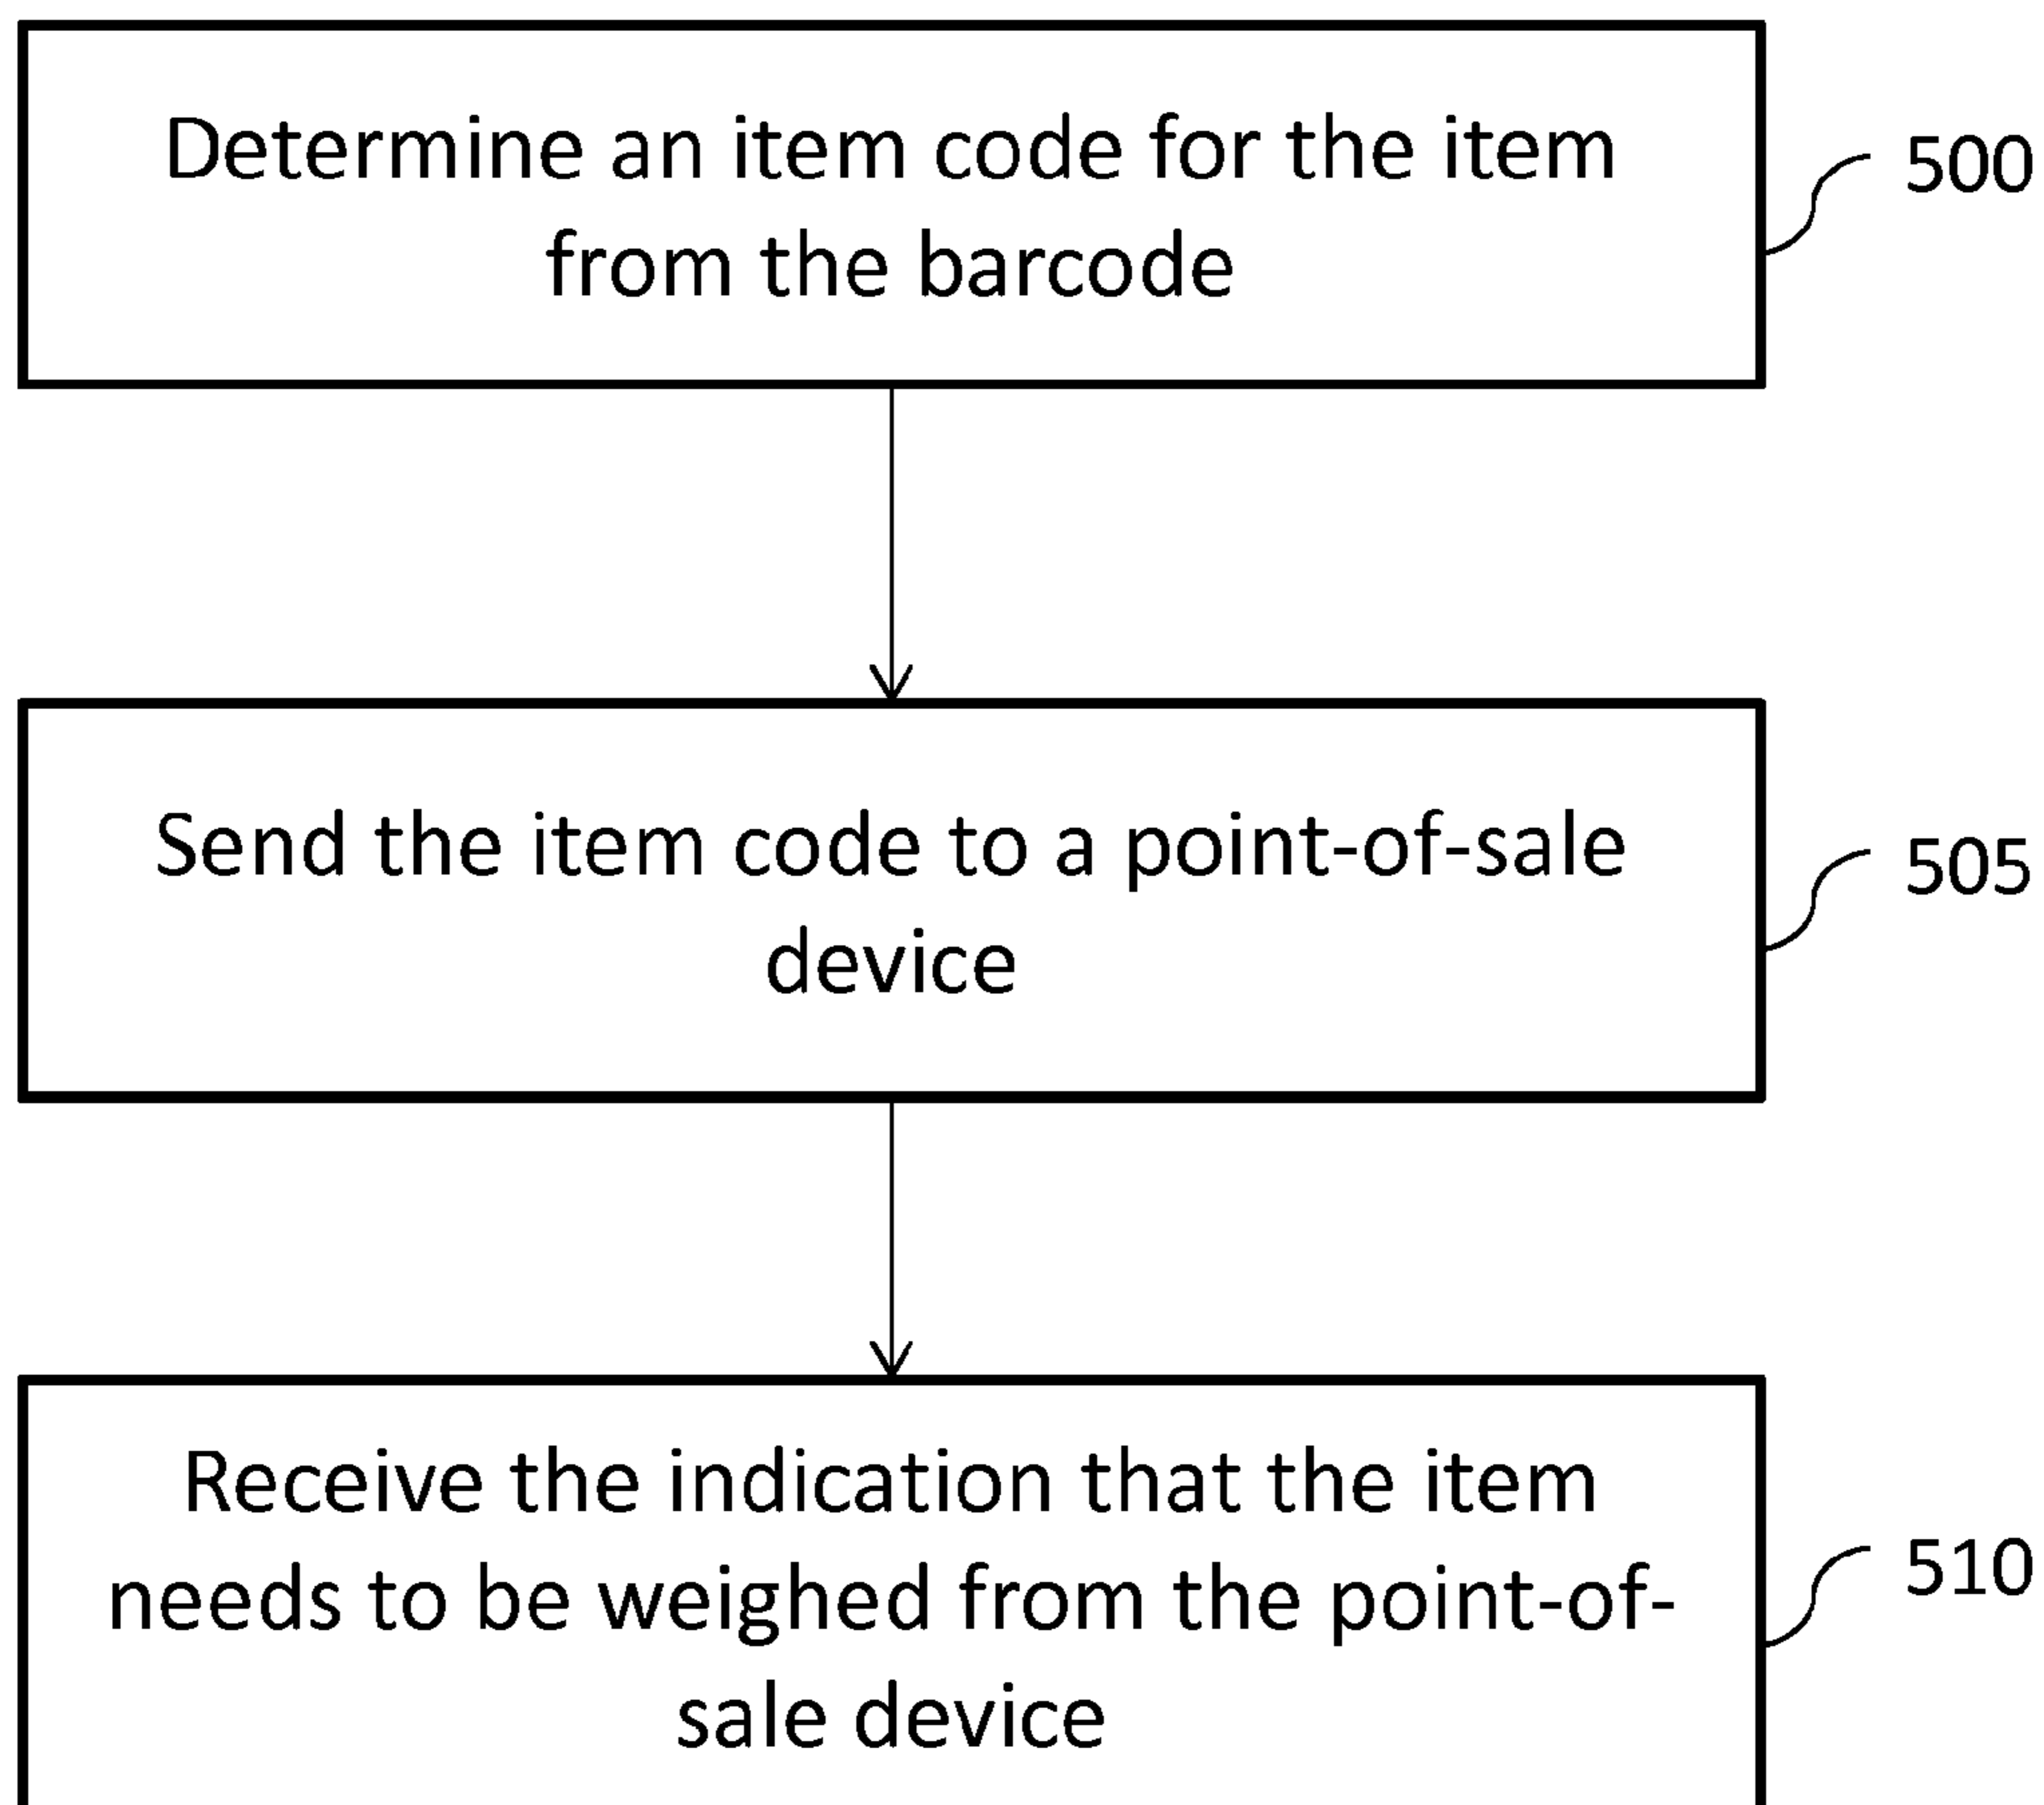 Determine an item code for the item
from the barcode
500
Send the item code to a point-of-sale
device
505
Receive the indication that the item
needs to be weighed from the point-of-
sale device
510